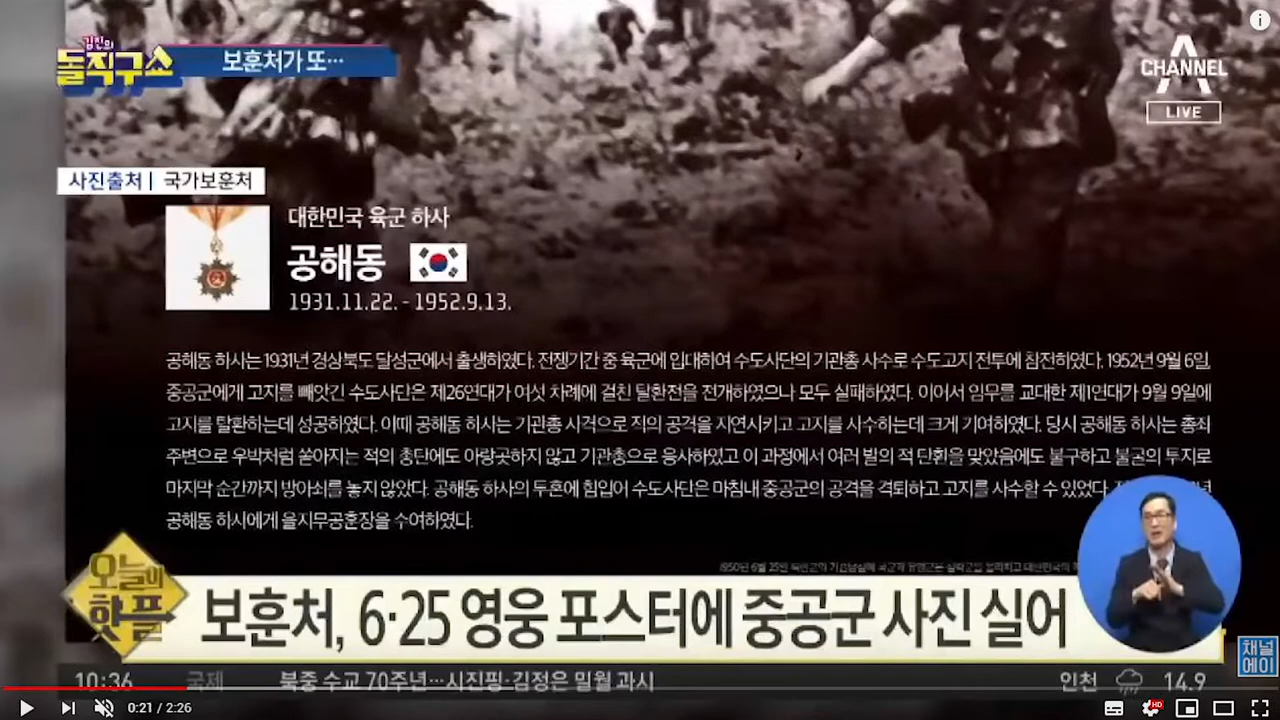 김진의
돌직구쇼
보훈처가 또…
CHANNEL A
LIVE
사진출처 | 국가보훈처
대한민국 육군 하사
공해동
1931.11.22. - 1952.9.13.
공해동 하사는 1931년 경상북도 달성군에서 출생하였다. 전쟁기간 중 육군에 입대하여 수도사단의 기관총 사수로 수도고지 전투에 참전하였다. 1952년 9월 6일,
중공군에게 고지를 빼앗긴 수도사단은 제26연대가 여섯 차례에 걸친 탈환전을 전개하였으나 모두 실패하였다. 이어서 임무를 교대한 제1연대가 9월 9일에
고지를 탈환하는데 성공하였다. 이때 공해동 하사는 기관총 사격으로 적의 공격을 지연시키고 고지를 사수하는데 크게 기여하였다. 당시 공해동 하사는 총좌
주변으로 우박처럼 쏟아지는 적의 총탄에도 아랑곳하지 않고 기관총으로 응사하였고 이 과정에서 여러 발의 적 탄환을 맞았음에도 불구하고 불굴의 투지로
마지막 순간까지 방아쇠를 놓지 않았다. 공해동 하사의 투혼에 힘입어 수도사단은 마침내 중공군의 공격을 격퇴하고 고지를 사수할 수 있었다.
공해동 하사에게 을지무공훈장을 수여하였다.
오늘의
핫플
보훈처, 6·25 영웅 포스터에 중공군 사진 실어
채널
에이
10:36 국제 북중 수교 70주년…시진핑·김정은 밀월 과시 인천 14.9
0:21 / 2:26
HD